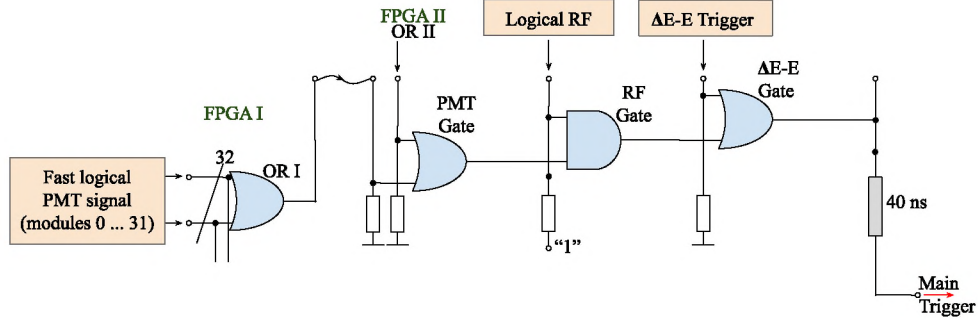 FPGA II
OR II
Logical RF
ΔE-E Trigger
FPGA I
PMT
Gate
RF
Gate
ΔE-E
Gate
32
OR I
Fast logical
PMT signal
(modules 0 ... 31)
40 ns
“1”
Main
Trigger